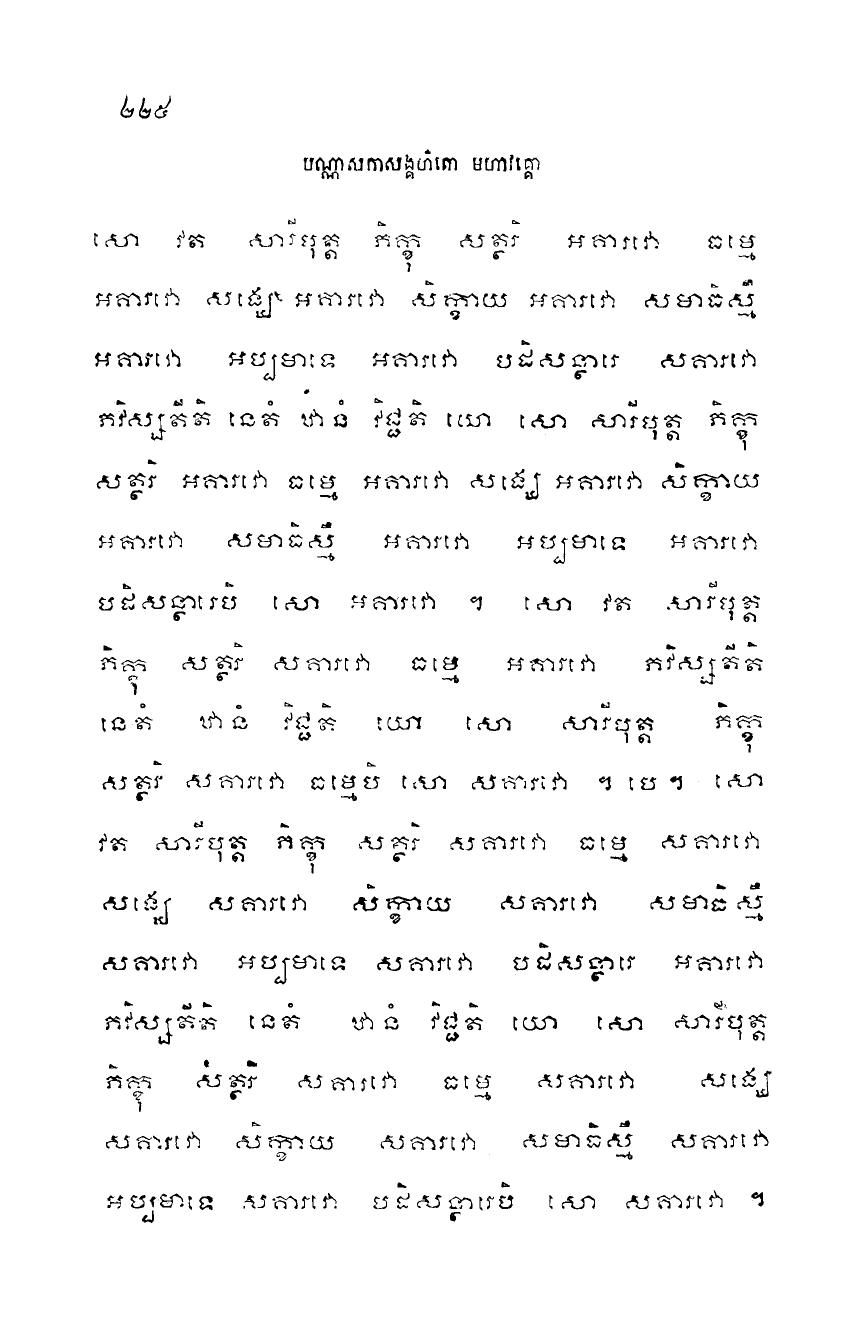 ២២៥
បណ្ណាសកាសង្គហិតោ មហាវគ្គោ
សោ វត សារីបុត្ត ភិក្ខុ សត្ថរិ អគារវោ ធម្មេ
អគារវោ សង្ឃេ អគារវោ សិក្ខាយ អគារវោ សមាធិស្មឹ
អគារវោ អប្បមាទេ អគារវោ បដិសន្ថារេ សគារវោ
ភវិស្សតីតិ នេតំ ឋានំ វិជ្ជតិ យោ សោ សារីបុត្ត ភិក្ខុ
សត្ថរិ អគារវោ ធម្មេ អគារវោ សង្ឃេ អគារវោ សិក្ខាយ
អគារវោ សមាធិស្មឹ អគារវោ អប្បមាទេ អគារវោ
បដិសន្ថារេបិ សោ អគារវោ ។ សោ វត សារីបុត្ត
ភិក្ខុ សត្ថរិ សគារវោ ធម្មេ អគារវោ ភវិស្សតីតិ
នេតំ ឋានំ វិជ្ជតិ យោ សោ សារីបុត្ត ភិក្ខុ
សត្ថរិ សគារវោ ធម្មេបិ សោ សគារវោ ។ បេ ។ សោ
វត សារីបុត្ត ភិក្ខុ សត្ថរិ សគារវោ ធម្មេ សគារវោ
សង្ឃេ សគារវោ សិក្ខាយ សគារវោ សមាធិស្មឹ
សគារវោ អប្បមាទេ សគារវោ បដិសន្ថារេ អគារវោ
ភវិស្សតីតិ នេតំ ឋានំ វិជ្ជតិ យោ សោ សារីបុត្ត
ភិក្ខុ សត្ថរិ សគារវោ ធម្មេ សគារវោ សង្ឃេ
សគារវោ សិក្ខាយ សគារវោ សមាធិស្មឹ សគារវោ
អប្បមាទេ សគារវោ បដិសន្ថារេបិ សោ សគារវោ ។